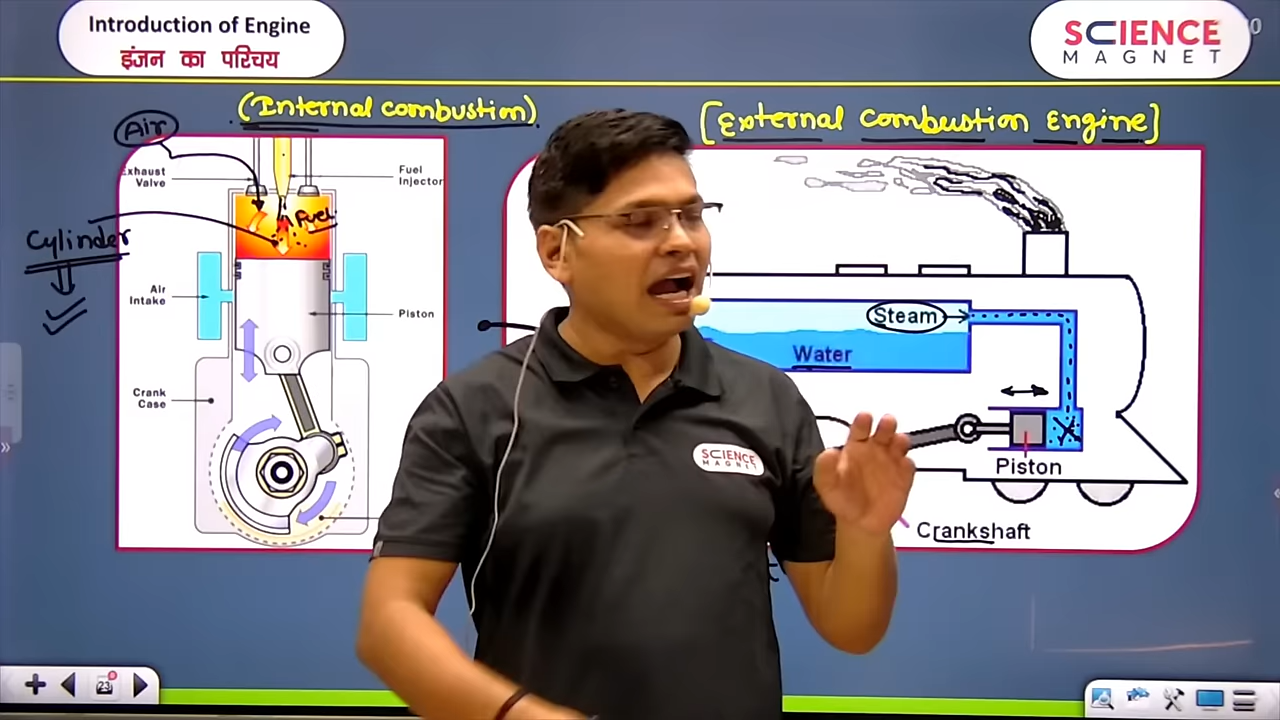 Introduction of Engine
इंजन का परिचय
SCIENCE
MAGNET
(Internal combustion)
[External combustion Engine]
Air
Exhaust
Valve
Fuel
Injector
Fuel
Cylinder
Air
Intake
Piston
Crank
Case
Steam
Water
Piston
Crankshaft
SCIENCE
MAGNET
23